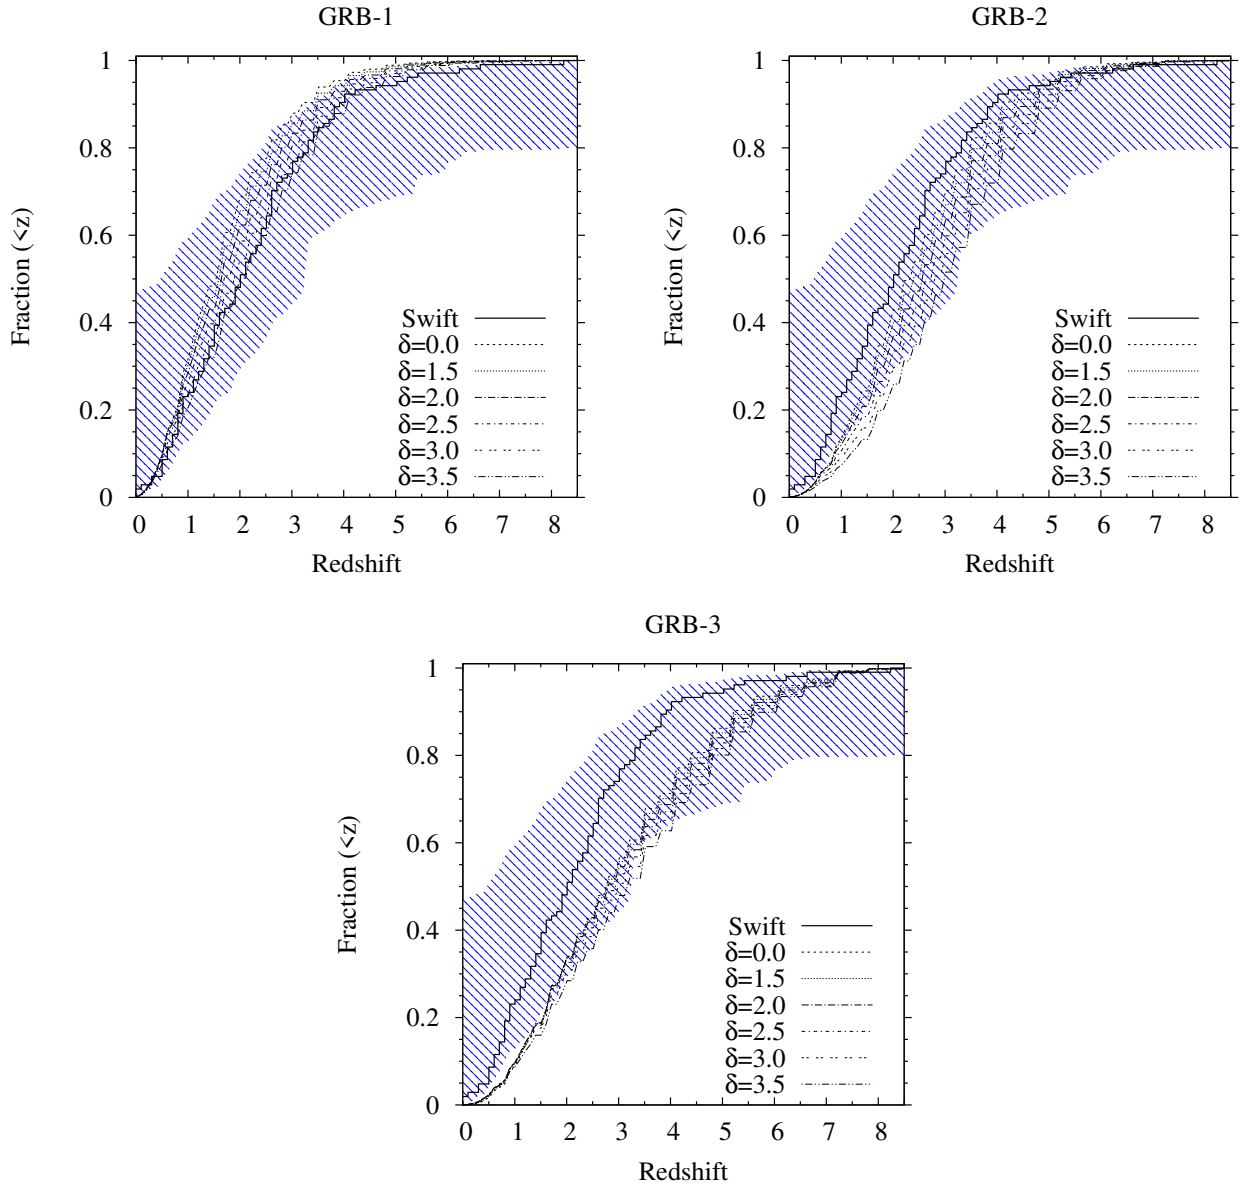 GRB-1
1
0.8
0.6
0.4
0.2
0
Fraction (<z)
Swift
δ=0.0
δ=1.5
δ=2.0
δ=2.5
δ=3.0
δ=3.5
0 1 2 3 4 5 6 7 8
Redshift
GRB-2
1
0.8
0.6
0.4
0.2
0
Fraction (<z)
Swift
δ=0.0
δ=1.5
δ=2.0
δ=2.5
δ=3.0
δ=3.5
0 1 2 3 4 5 6 7 8
Redshift
GRB-3
1
0.8
0.6
0.4
0.2
0
Fraction (<z)
Swift
δ=0.0
δ=1.5
δ=2.0
δ=2.5
δ=3.0
δ=3.5
0 1 2 3 4 5 6 7 8
Redshift